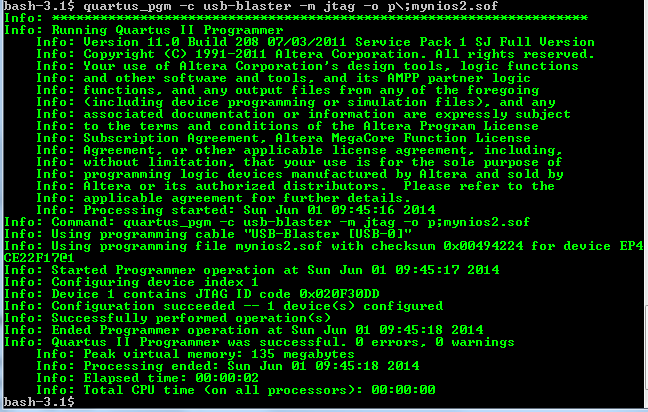 bash-3.1$ quartus_pgm -c usb-blaster -m jtag -o p\;mynios2.sof
Info: *******************************************************************
Info: Running Quartus II Programmer
    Info: Version 11.0 Build 208 07/03/2011 Service Pack 1 SJ Full Version
    Info: Copyright (C) 1991-2011 Altera Corporation. All rights reserved.
    Info: Your use of Altera Corporation's design tools, logic functions
    Info: and other software and tools, and its AMPP partner logic
    Info: functions, and any output files from any of the foregoing
    Info: (including device programming or simulation files), and any
    Info: associated documentation or information are expressly subject
    Info: to the terms and conditions of the Altera Program License
    Info: Subscription Agreement, Altera MegaCore Function License
    Info: Agreement, or other applicable license agreement, including,
    Info: without limitation, that your use is for the sole purpose of
    Info: programming logic devices manufactured by Altera and sold by
    Info: Altera or its authorized distributors.  Please refer to the
    Info: applicable agreement for further details.
    Info: Processing started: Sun Jun 01 09:45:16 2014
Info: Command: quartus_pgm -c usb-blaster -m jtag -o p;mynios2.sof
Info: Using programming cable "USB-Blaster [USB-0]"
Info: Using programming file mynios2.sof with checksum 0x00494224 for device EP4
CE22F17@1
Info: Started Programmer operation at Sun Jun 01 09:45:17 2014
Info: Configuring device index 1
Info: Device 1 contains JTAG ID code 0x020F30DD
Info: Configuration succeeded -- 1 device(s) configured
Info: Successfully performed operation(s)
Info: Ended Programmer operation at Sun Jun 01 09:45:18 2014
Info: Quartus II Programmer was successful. 0 errors, 0 warnings
    Info: Peak virtual memory: 135 megabytes
    Info: Processing ended: Sun Jun 01 09:45:18 2014
    Info: Elapsed time: 00:00:02
    Info: Total CPU time (on all processors): 00:00:00
bash-3.1$